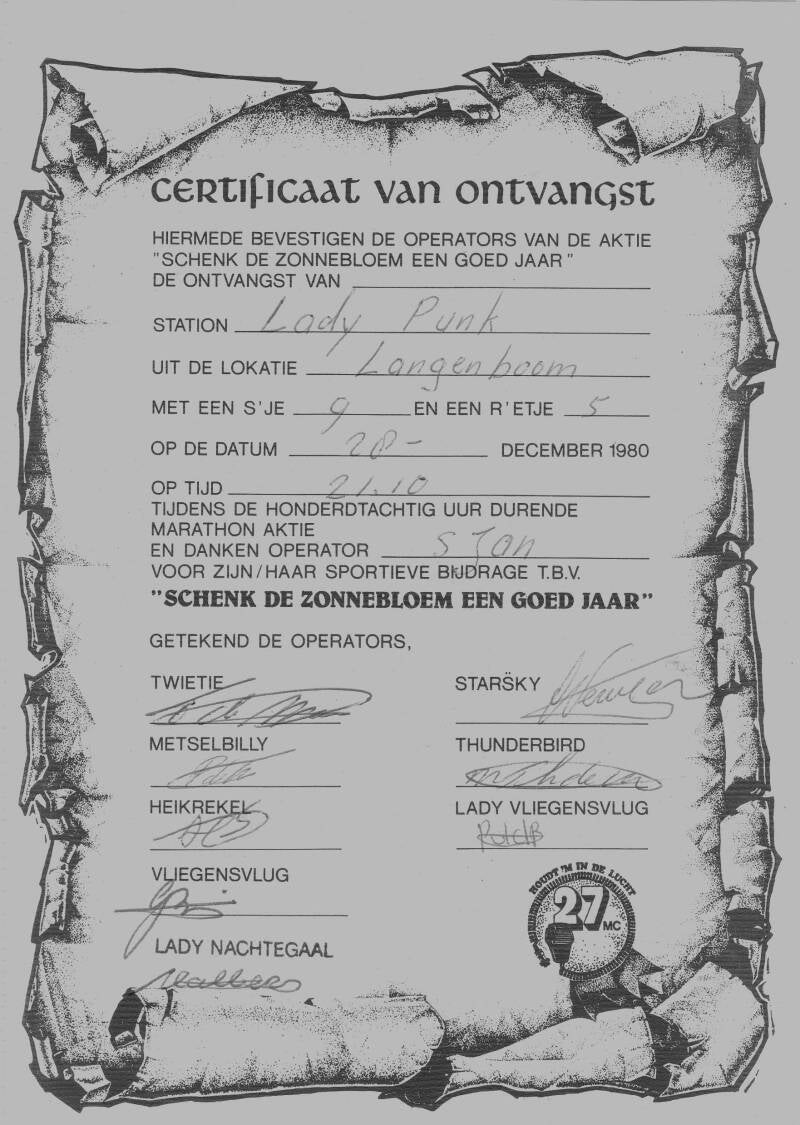 CERTIFICAAT VAN ONTVANGST
HIERMEDE BEVESTIGEN DE OPERATORS VAN DE AKTIE
"SCHENK DE ZONNEBLOEM EEN GOED JAAR"
DE ONTVANGST VAN
STATION Lady Punk
UIT DE LOKATIE Langenboom
MET EEN S'JE 9 EN EEN R'ETJE 5
OP DE DATUM 28- DECEMBER 1980
OP TIJD 21.10
TIJDENS DE HONDERDTACHTIG UUR DURENDE
MARATHON AKTIE
EN DANKEN OPERATOR
VOOR ZIJN/HAAR SPORTIEVE BIJDRAGE T.B.V.
"SCHENK DE ZONNEBLOEM EEN GOED JAAR"
GETEKEND DE OPERATORS,
TWIETIE STARŠKY
METSELBILLY THUNDERBIRD
HEIKREKEL LADY VLIEGENSVLUG
VLIEGENSVLUG
HOUDT 'M IN DE LUCHT
27 MC
LADY NACHTEGAAL